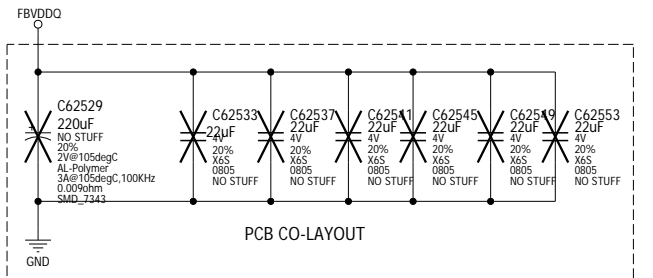 FBVDDQ
C62529
220uF
NO STUFF
20%
2V@105degC
AL-Polymer
3A@105degC,100KHz
0.009ohm
SMD_7343
C62533
22uF
4V
20%
X6S
0805
NO STUFF
C62537
22uF
4V
20%
X6S
0805
NO STUFF
C62541
22uF
4V
20%
X6S
0805
NO STUFF
C62545
22uF
4V
20%
X6S
0805
NO STUFF
C62549
22uF
4V
20%
X6S
0805
NO STUFF
C62553
22uF
4V
20%
X6S
0805
NO STUFF
PCB CO-LAYOUT
GND